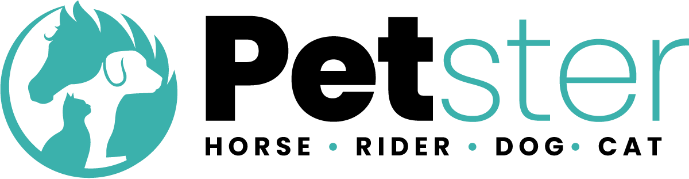 Petster
HORSE • RIDER • DOG• CAT